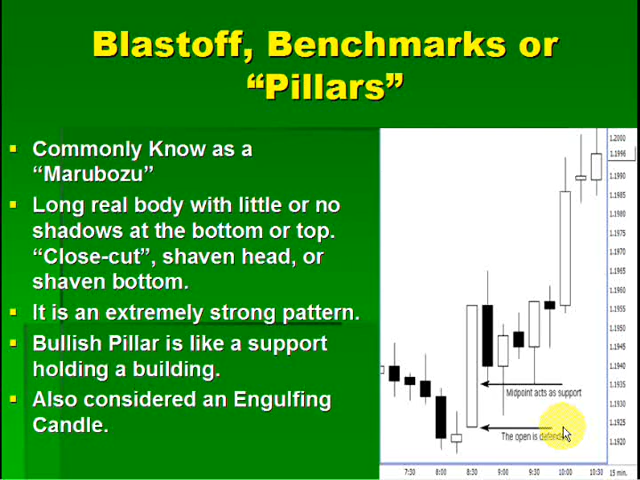 Blastoff, Benchmarks or
“Pillars”
Commonly Know as a
“Marubozu”
Long real body with little or no
shadows at the bottom or top.
“Close-cut”, shaven head, or
shaven bottom.
It is an extremely strong pattern.
Bullish Pillar is like a support
holding a building.
Also considered an Engulfing
Candle.
1.2000
1.1996
1.1990
1.1985
1.1980
1.1975
1.1970
1.1965
1.1960
1.1955
1.1950
1.1945
1.1940
1.1935
Midpoint acts as support
1.1930
1.1925
The open is
1.1920
7:30 8:00 8:30 9:00 9:30 10:00 10:30 15 min.